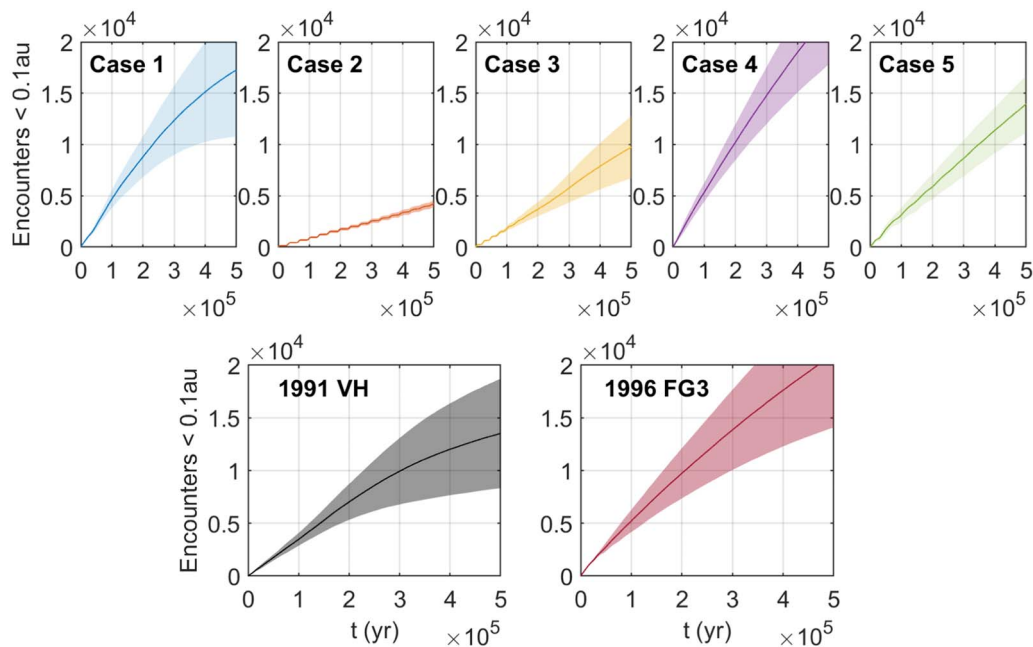 ×10⁴ ×10⁴ ×10⁴ ×10⁴ ×10⁴
2 2 2 2 2
Case 1 Case 2 Case 3 Case 4 Case 5
1.5 1.5 1.5 1.5 1.5
1 1 1 1 1
0.5 0.5 0.5 0.5 0.5
0 0 0 0 0
Encounters < 0.1au
0 1 2 3 4 5 0 1 2 3 4 5 0 1 2 3 4 5 0 1 2 3 4 5 0 1 2 3 4 5
×10⁵ ×10⁵ ×10⁵ ×10⁵ ×10⁵
×10⁴ ×10⁴
2 2
1991 VH 1996 FG3
1.5 1.5
1 1
0.5 0.5
0 0
Encounters < 0.1au
0 1 2 3 4 5 0 1 2 3 4 5
t (yr) ×10⁵ t (yr) ×10⁵